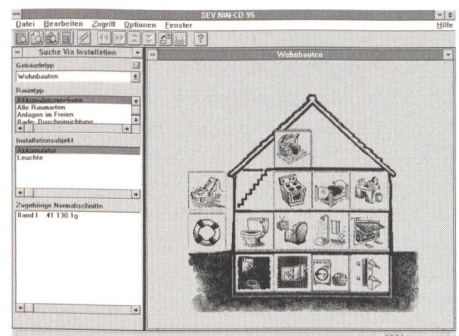 SEV NIN-CD 95
Datei Bearbeiten Zugriff Optionen Fenster Hilfe
Suche Via Installation
Gebäudetyp
Wohnbauten
Raumtyp
Alle Raumarten
Anlagen im Freien
Installationsobjekt
Akkumulator
Leuchte
Zugehörige Normabschnitte
Band I 41 130.1g
Wohnbauten